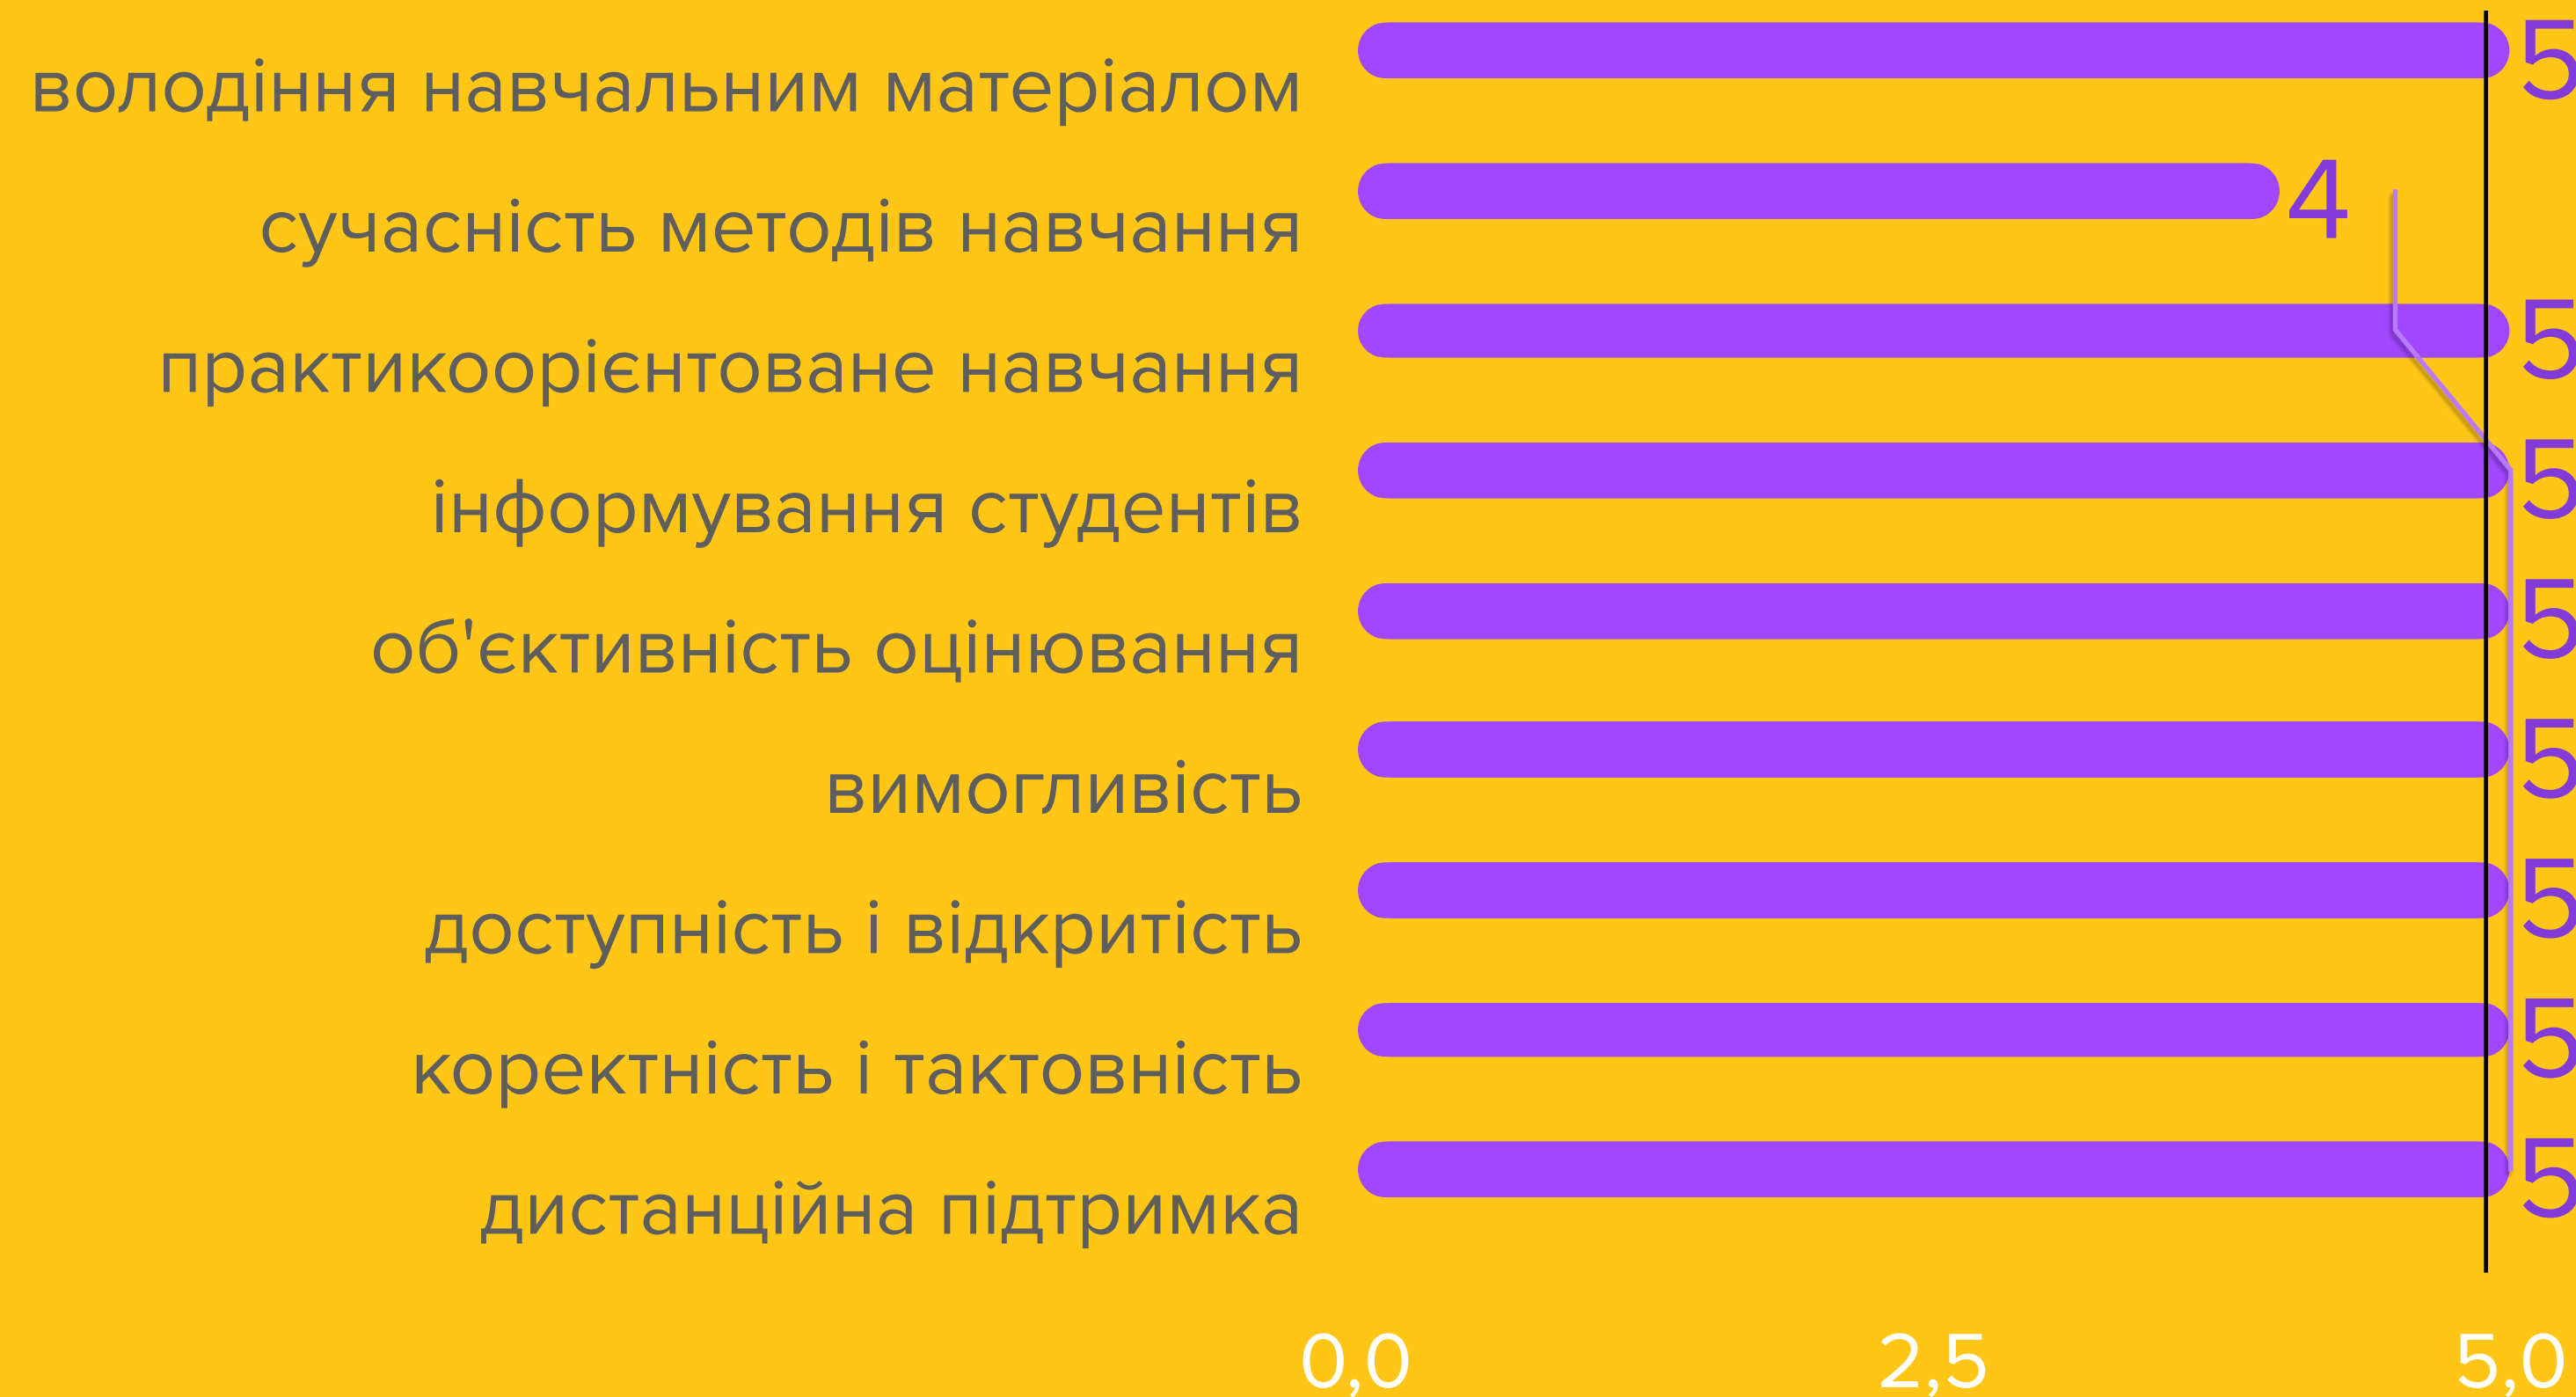 володіння навчальним матеріалом 5
сучасність методів навчання 4
практикоорієнтоване навчання 5
інформування студентів 5
об'єктивність оцінювання 5
вимогливість 5
доступність і відкритість 5
коректність і тактовність 5
дистанційна підтримка 5
0,0 2,5 5,0